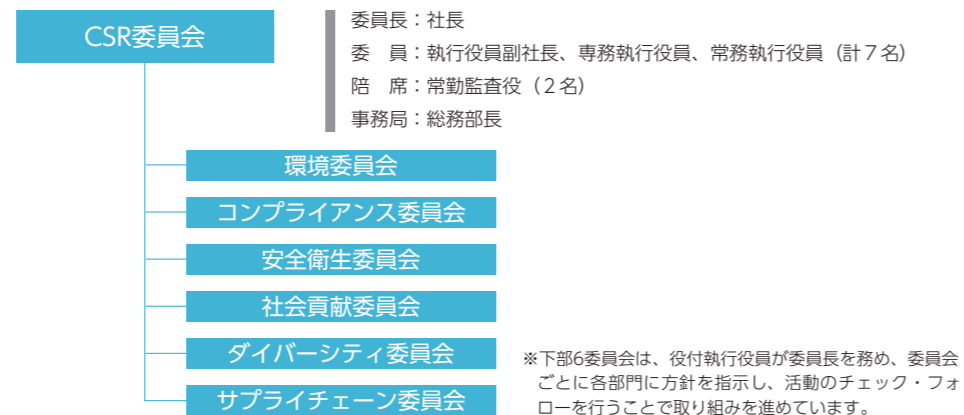 CSR委員会
委員長：社長
委　員：執行役員副社長、専務執行役員、常務執行役員（計７名）
陪　席：常勤監査役（２名）
事務局：総務部長
環境委員会
コンプライアンス委員会
安全衛生委員会
社会貢献委員会
ダイバーシティ委員会
サプライチェーン委員会
※下部6委員会は、役付執行役員が委員長を務め、委員会
ごとに各部門に方針を指示し、活動のチェック・フォ
ローを行うことで取り組みを進めています。